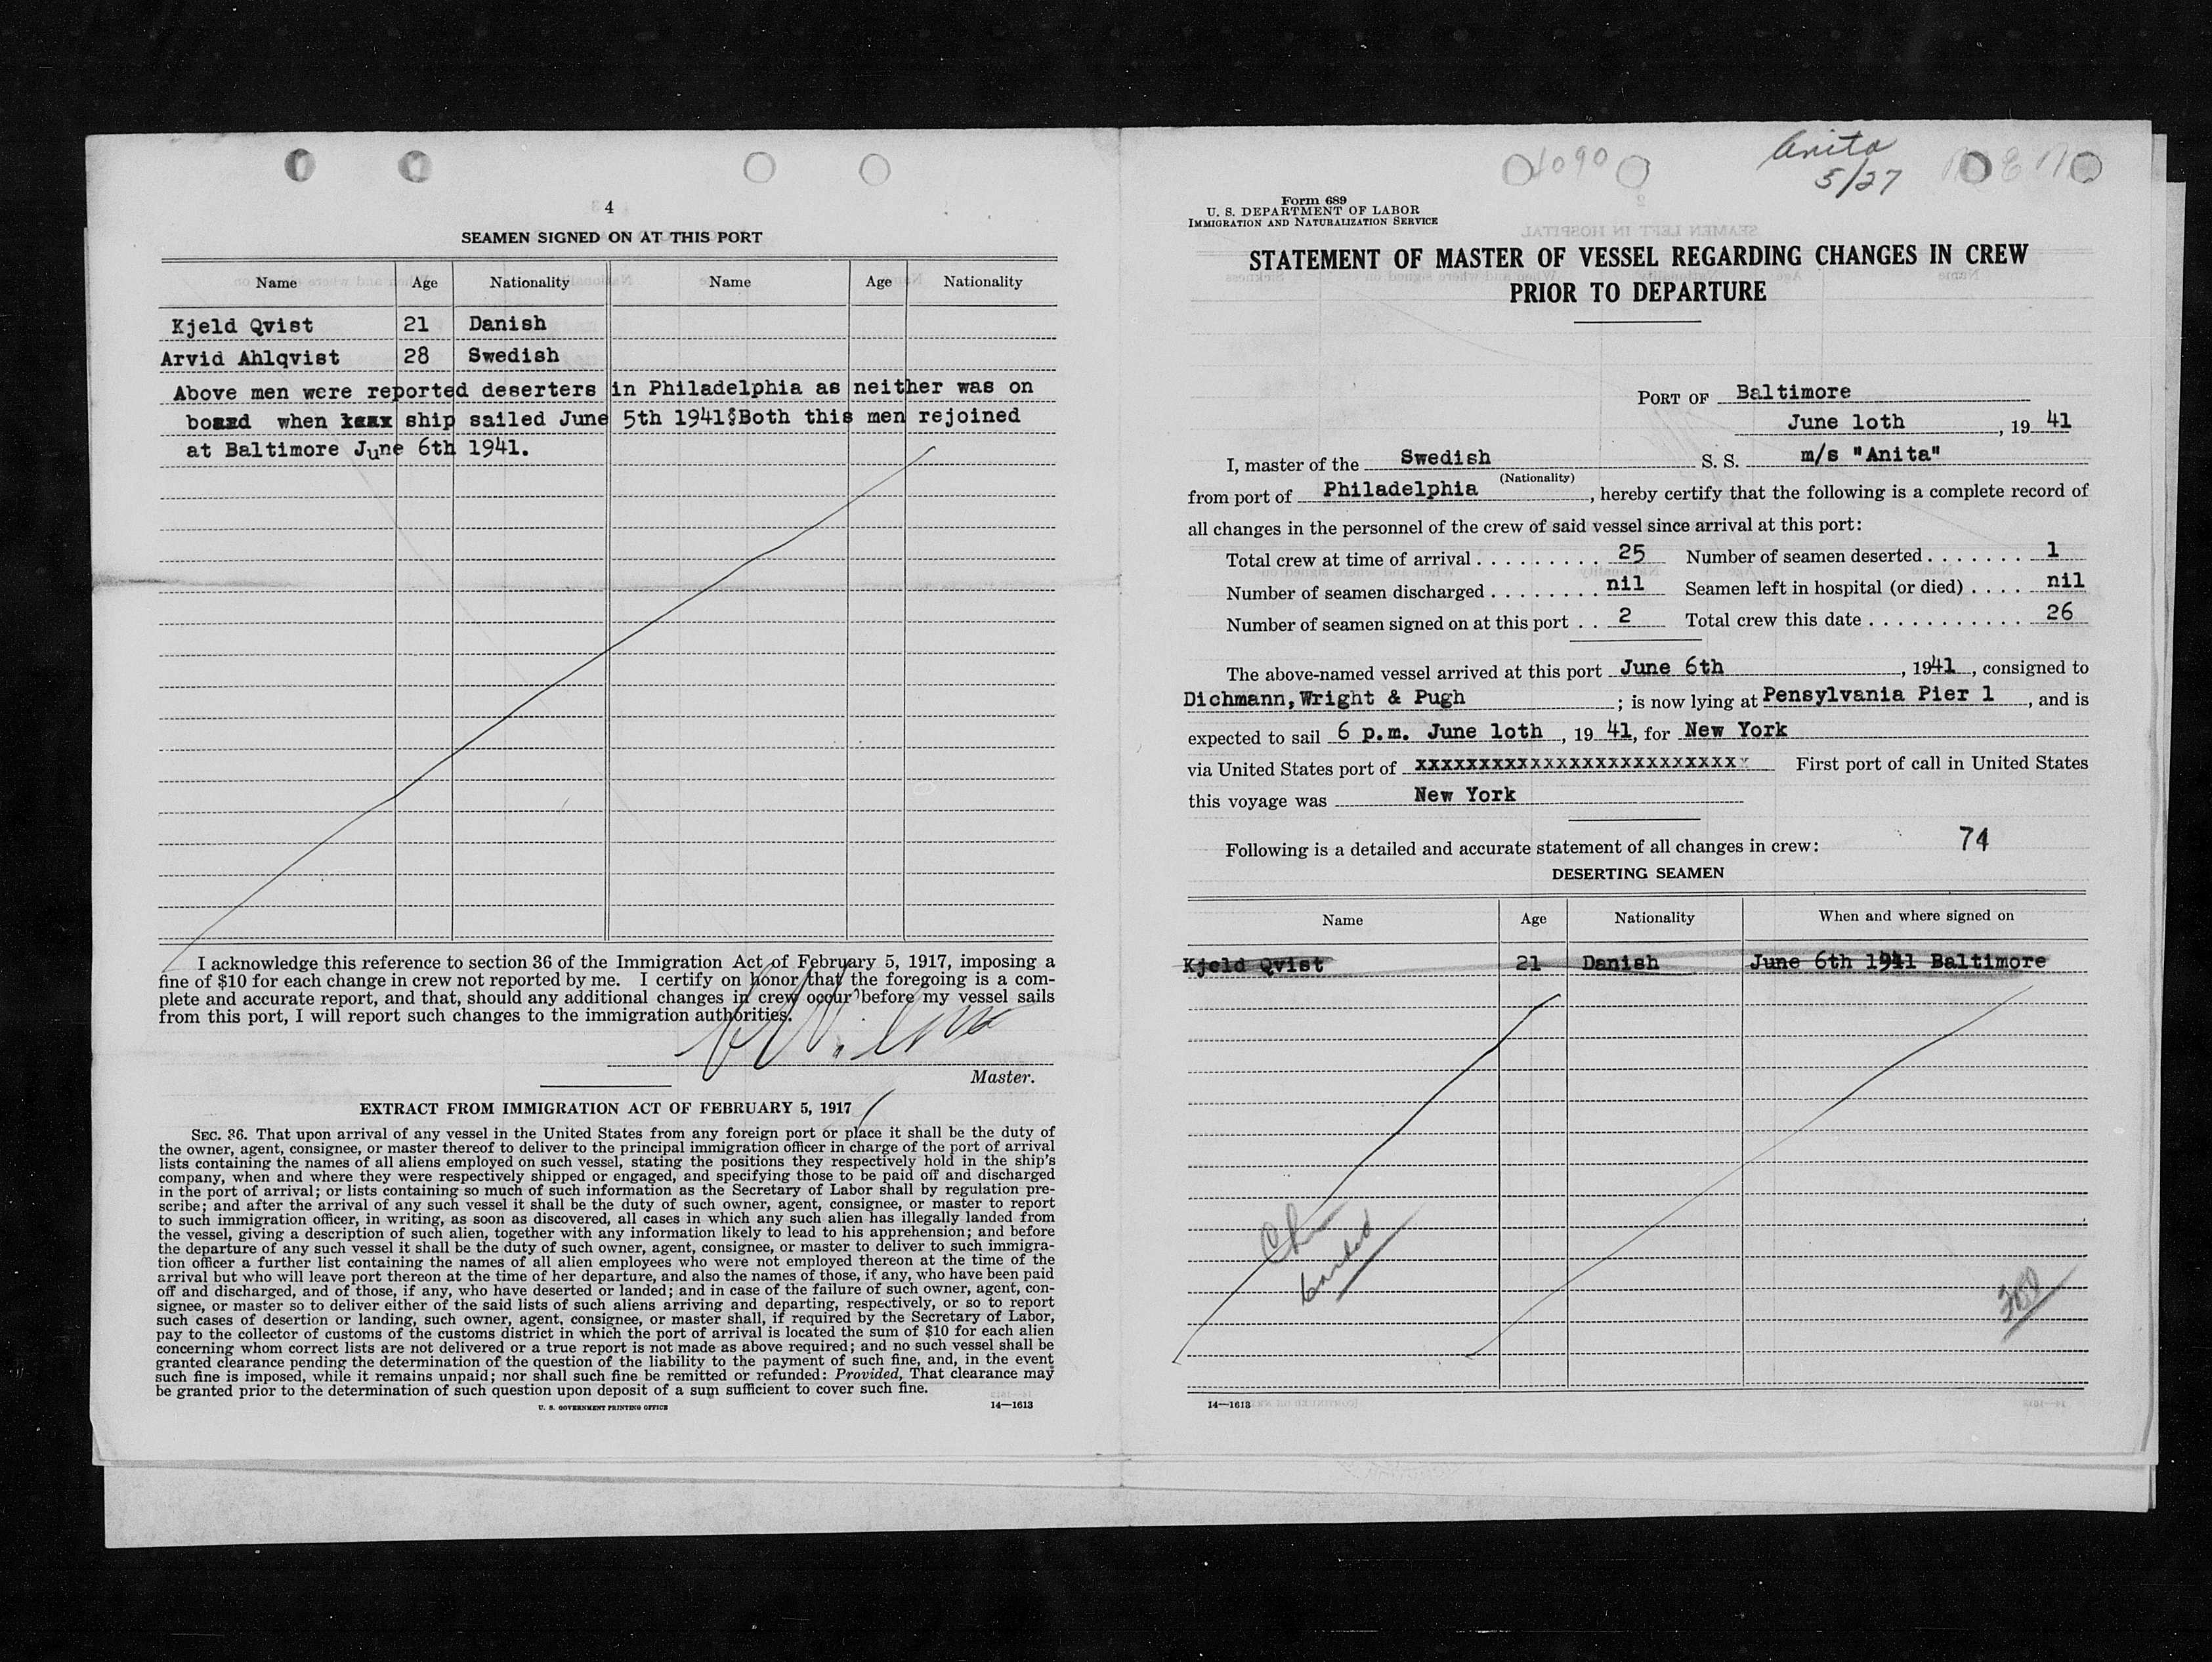 4
SEAMEN SIGNED ON AT THIS PORT
Name Age Nationality Name Age Nationality
Kjeld Qvist 21 Danish
Arvid Ahlqvist 28 Swedish
Above men were reported deserters in Philadelphia as neither was on
board when ship sailed June 5th 1941 Both this men rejoined
at Baltimore June 6th 1941.
I acknowledge this reference to section 36 of the Immigration Act of February 5, 1917, imposing a
fine of $10 for each change in crew not reported by me. I certify on honor that the foregoing is a com-
plete and accurate report, and that, should any additional changes in crew occur before my vessel sails
from this port, I will report such changes to the immigration authorities.
Master.
EXTRACT FROM IMMIGRATION ACT OF FEBRUARY 5, 1917
SEC. 36. That upon arrival of any vessel in the United States from any foreign port or place it shall be the duty of
the owner, agent, consignee, or master thereof to deliver to the principal immigration officer in charge of the port of arrival
lists containing the names of all aliens employed on such vessel, stating the positions they respectively hold in the ship's
company, when and where they were respectively shipped or engaged, and specifying those to be paid off and discharged
in the port of arrival; or lists containing so much of such information as the Secretary of Labor shall by regulation pre-
scribe; and after the arrival of any such vessel it shall be the duty of such owner, agent, consignee, or master to report
to such immigration officer, in writing, as soon as discovered, all cases in which any such alien has illegally landed from
the vessel, giving a description of such alien, together with any information likely to lead to his apprehension; and before
the departure of any such vessel it shall be the duty of such owner, agent, consignee, or master to deliver to such immigra-
tion officer a further list containing the names of all alien employees who were not employed thereon at the time of the
arrival but who will leave port thereon at the time of her departure, and also the names of those, if any, who have been paid
off and discharged, and of those, if any, who have deserted or landed; and in case of the failure of such owner, agent, con-
signee, or master so to deliver either of the said lists of such aliens arriving and departing, respectively, or so to report
such cases of desertion or landing, such owner, agent, consignee, or master shall, if required by the Secretary of Labor,
pay to the collector of customs of the customs district in which the port of arrival is located the sum of $10 for each alien
concerning whom correct lists are not delivered or a true report is not made as above required; and no such vessel shall be
granted clearance pending the determination of the question of the liability to the payment of such fine, and, in the event
such fine is imposed, while it remains unpaid; nor shall such fine be remitted or refunded: Provided, That clearance may
be granted prior to the determination of such question upon deposit of a sum sufficient to cover such fine.
U. S. GOVERNMENT PRINTING OFFICE 14—1613
Anita
5/27
Form 689
U. S. DEPARTMENT OF LABOR
IMMIGRATION AND NATURALIZATION SERVICE
STATEMENT OF MASTER OF VESSEL REGARDING CHANGES IN CREW
PRIOR TO DEPARTURE
PORT OF Baltimore
June loth, 19 41
I, master of the Swedish S. S. m/s "Anita"
(Nationality)
from port of Philadelphia, hereby certify that the following is a complete record of
all changes in the personnel of the crew of said vessel since arrival at this port:
Total crew at time of arrival . . . . . . . . . 25 Number of seamen deserted . . . . . . . 1
Number of seamen discharged . . . . . . . . nil Seamen left in hospital (or died) . . . . nil
Number of seamen signed on at this port . . 2 Total crew this date . . . . . . . . . . . 26
The above-named vessel arrived at this port June 6th, 1941, consigned to
Dichmann,Wright & Pugh; is now lying at Pensylvania Pier 1, and is
expected to sail 6 p.m. June loth, 19 41, for New York
via United States port of xxxxxxxxxxxxxxxxxxxxxxxxxx First port of call in United States
this voyage was New York
Following is a detailed and accurate statement of all changes in crew: 74
DESERTING SEAMEN
Name Age Nationality When and where signed on
Kjeld Qvist 21 Danish June 6th 1941 Baltimore
14—1613